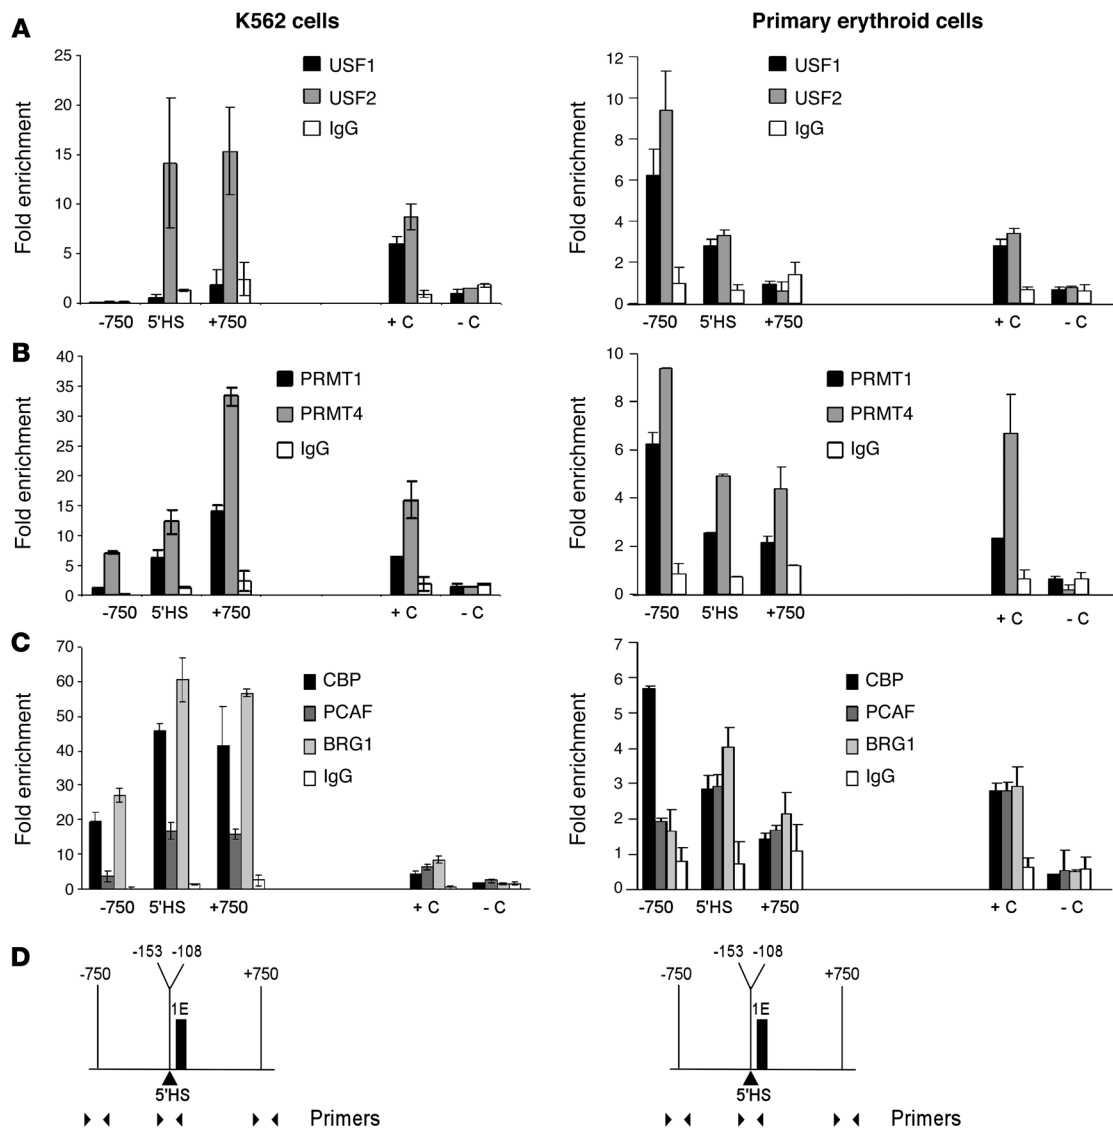 K562 cells
Primary erythroid cells
A
Fold enrichment
25
20
15
10
5
0
USF1
USF2
IgG
-750 5'HS +750 + C - C
Fold enrichment
12
10
8
6
4
2
0
USF1
USF2
IgG
-750 5'HS +750 + C - C
B
Fold enrichment
40
35
30
25
20
15
10
5
0
PRMT1
PRMT4
IgG
-750 5'HS +750 + C - C
Fold enrichment
10
8
6
4
2
0
PRMT1
PRMT4
IgG
-750 5'HS +750 + C - C
C
Fold enrichment
70
60
50
40
30
20
10
0
CBP
PCAF
BRG1
IgG
-750 5'HS +750 + C - C
Fold enrichment
7
6
5
4
3
2
1
0
CBP
PCAF
BRG1
IgG
-750 5'HS +750 + C - C
D
-153 -108
-750 +750
1E
5'HS
Primers
-153 -108
-750 +750
1E
5'HS
Primers